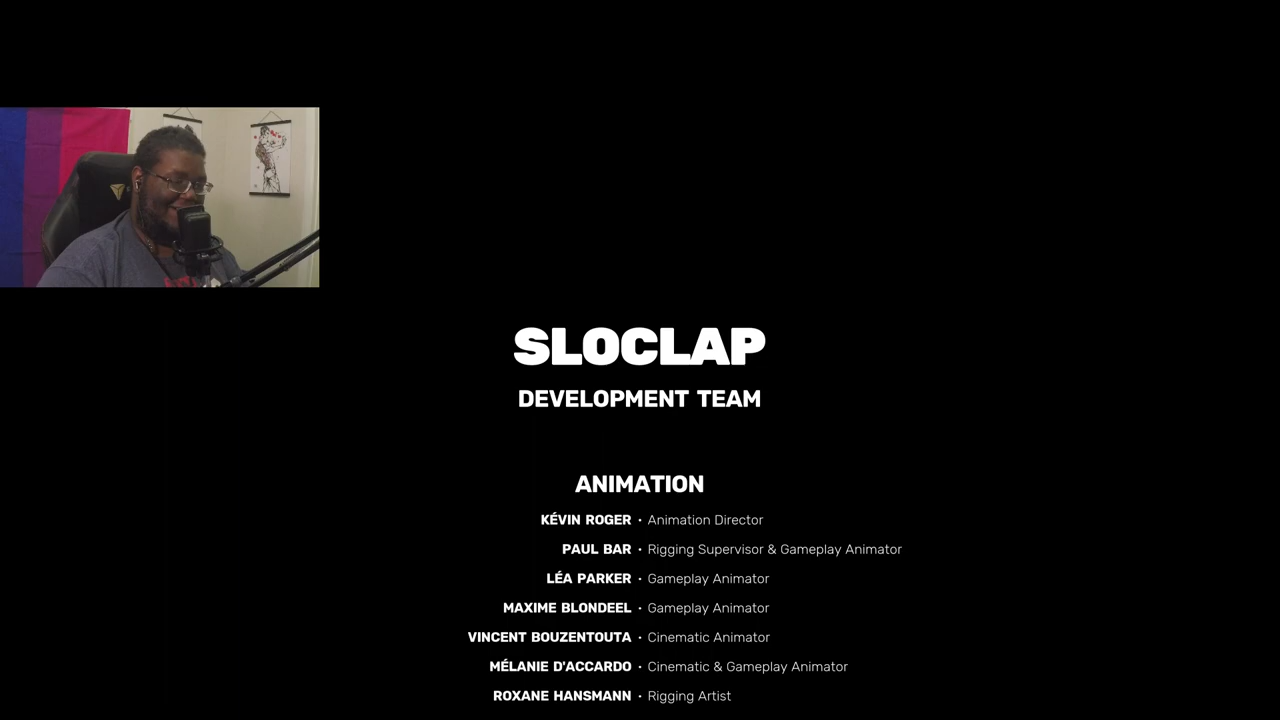 SLOCLAP
DEVELOPMENT TEAM
ANIMATION
KÉVIN ROGER • Animation Director
PAUL BAR • Rigging Supervisor & Gameplay Animator
LÉA PARKER • Gameplay Animator
MAXIME BLONDEEL • Gameplay Animator
VINCENT BOUZENTOUTA • Cinematic Animator
MÉLANIE D'ACCARDO • Cinematic & Gameplay Animator
ROXANE HANSMANN • Rigging Artist